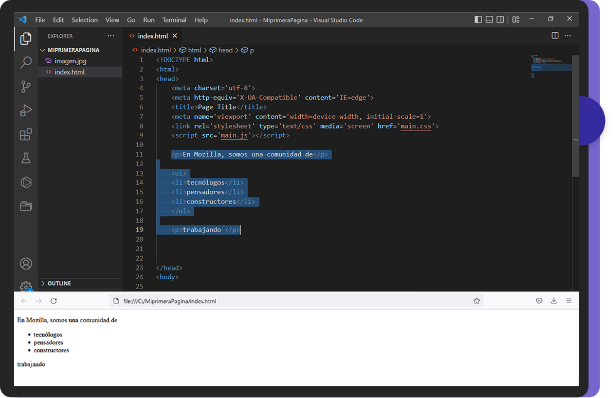 File Edit Selection View Go Run Terminal Help index.html - MiprimeraPagina - Visual Studio Code
EXPLORER ···
MIPRIMERAPAGINA
imagen.jpg
index.html
OUTLINE
index.html ×
index.html > html > head > p
1 <!DOCTYPE html>
2 <html>
3 <head>
4 <meta charset='utf-8'>
5 <meta http-equiv='X-UA-Compatible' content='IE=edge'>
6 <title>Page Title</title>
7 <meta name='viewport' content='width=device-width, initial-scale=1'>
8 <link rel='stylesheet' type='text/css' media='screen' href='main.css'>
9 <script src='main.js'></script>
10
11 <p>En Mozilla, somos una comunidad de</p>
12
13 <ul>
14 <li>tecnólogos</li>
15 <li>pensadores</li>
16 <li>constructores</li>
17 </ul>
18
19 <p>trabajando </p>
20
21
22
23 </head>
24 <body>
25
file:///C:/MiprimeraPagina/index.html
En Mozilla, somos una comunidad de
• tecnólogos
• pensadores
• constructores
trabajando